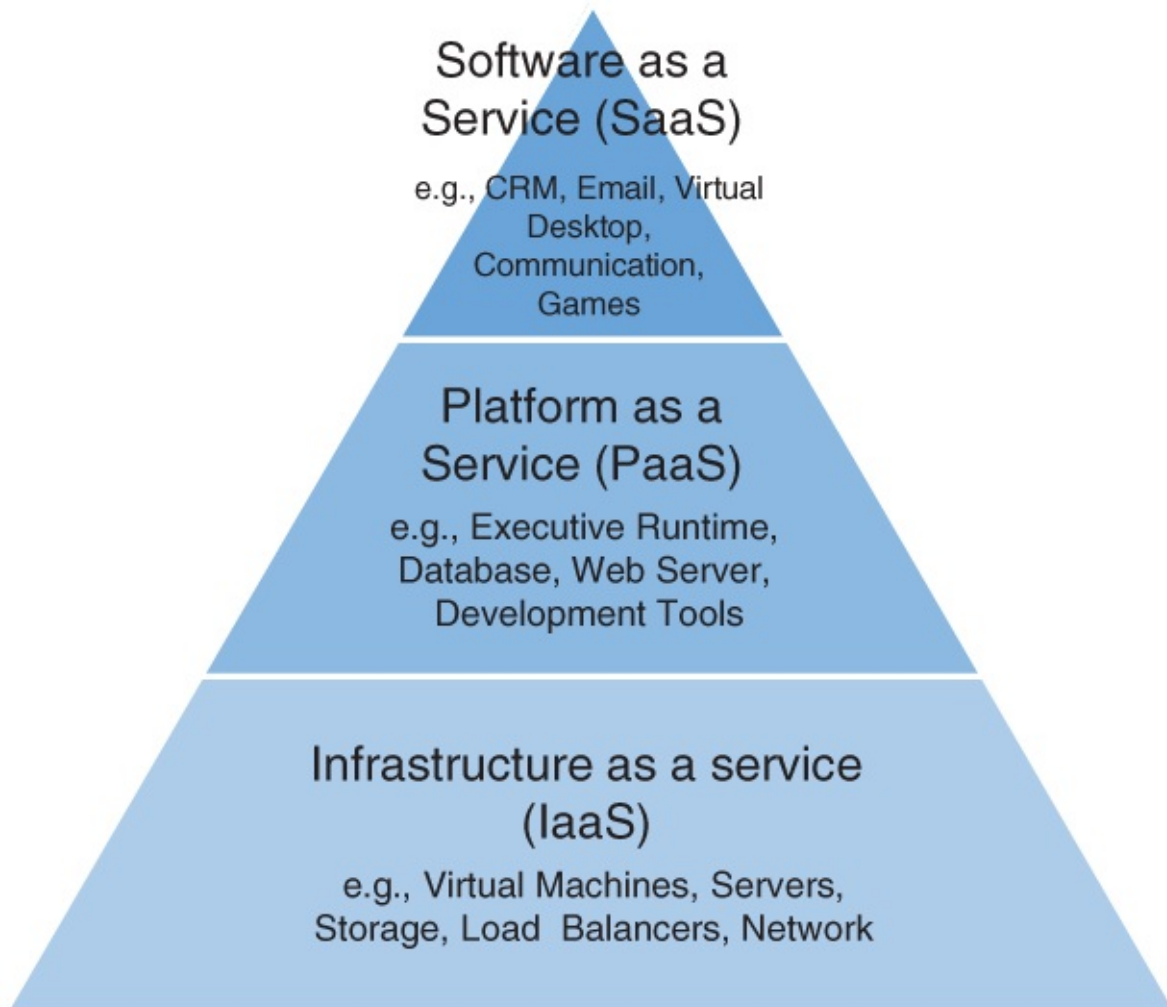 Software as a
Service (SaaS)
e.g., CRM, Email, Virtual
Desktop,
Communication,
Games
Platform as a
Service (PaaS)
e.g., Executive Runtime,
Database, Web Server,
Development Tools
Infrastructure as a service
(IaaS)
e.g., Virtual Machines, Servers,
Storage, Load  Balancers, Network